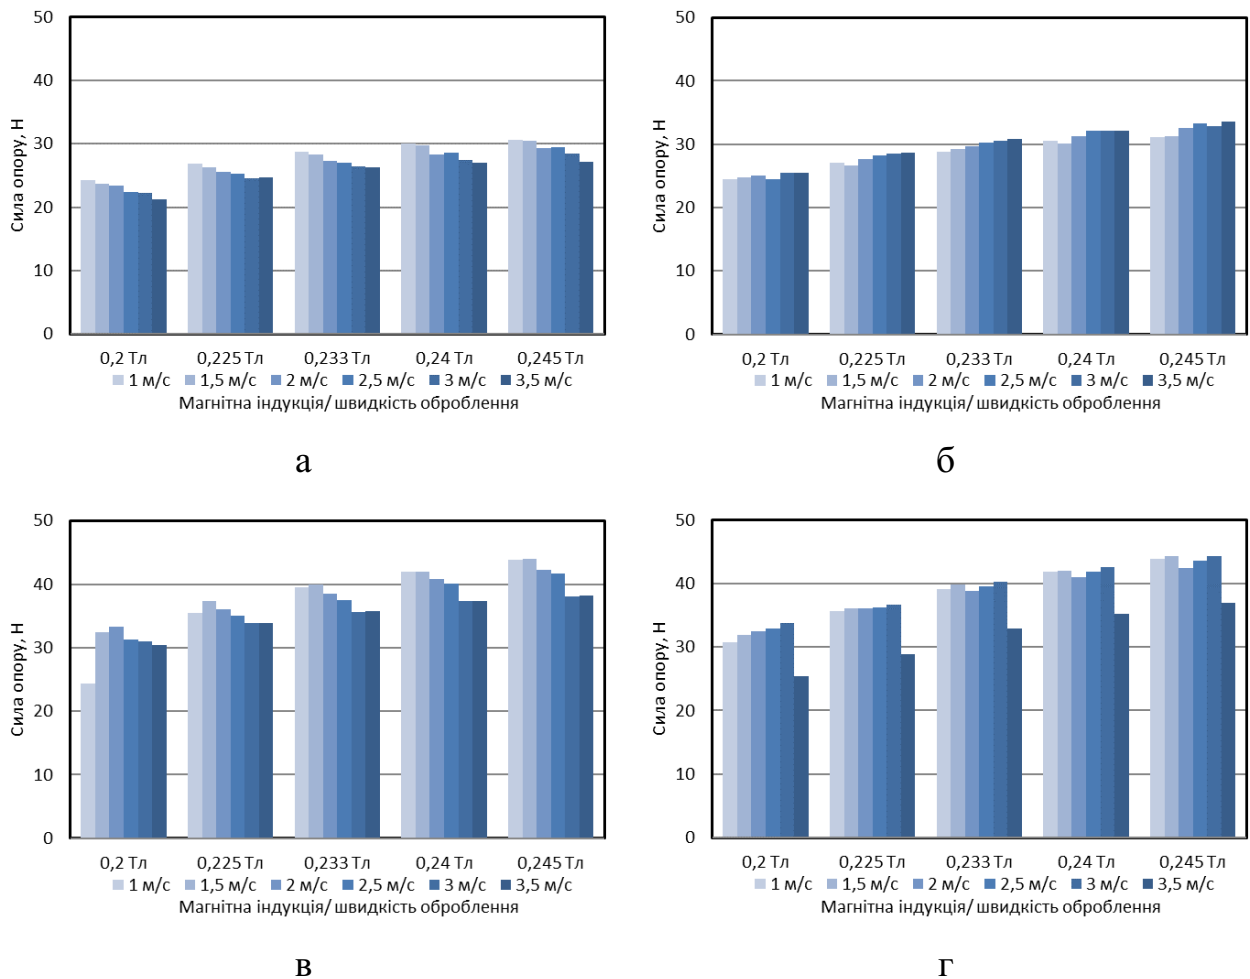 50
40
30
20
10
0
Сила опору, Н
0,2 Тл 0,225 Тл 0,233 Тл 0,24 Тл 0,245 Тл
1 м/с 1,5 м/с 2 м/с 2,5 м/с 3 м/с 3,5 м/с
Магнітна індукція/ швидкість оброблення
а
50
40
30
20
10
0
Сила опору, Н
0,2 Тл 0,225 Тл 0,233 Тл 0,24 Тл 0,245 Тл
1 м/с 1,5 м/с 2 м/с 2,5 м/с 3 м/с 3,5 м/с
Магнітна індукція/ швидкість оброблення
б
50
40
30
20
10
0
Сила опору, Н
0,2 Тл 0,225 Тл 0,233 Тл 0,24 Тл 0,245 Тл
1 м/с 1,5 м/с 2 м/с 2,5 м/с 3 м/с 3,5 м/с
Магнітна індукція/ швидкість оброблення
в
50
40
30
20
10
0
Сила опору, Н
0,2 Тл 0,225 Тл 0,233 Тл 0,24 Тл 0,245 Тл
1 м/с 1,5 м/с 2 м/с 2,5 м/с 3 м/с 3,5 м/с
Магнітна індукція/ швидкість оброблення
г